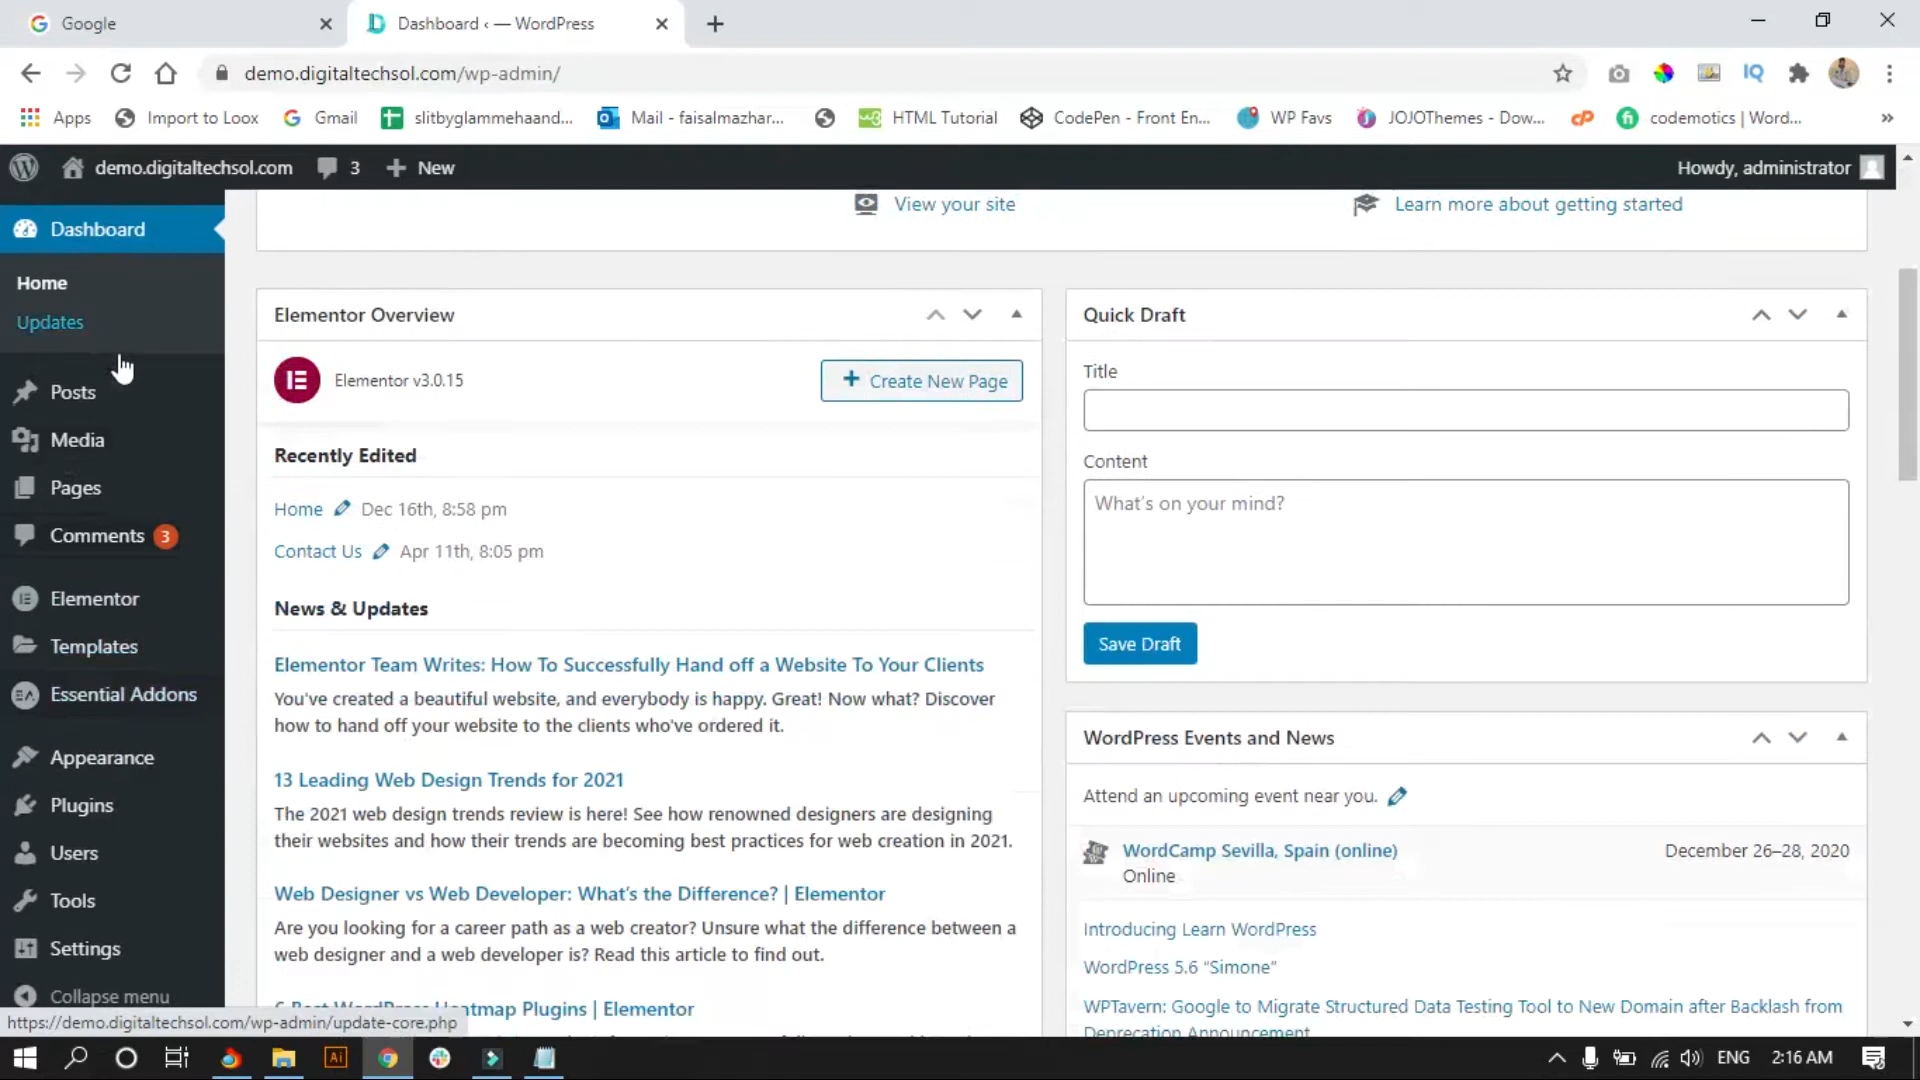 Google
Dashboard ‹ — WordPress
demo.digitaltechsol.com/wp-admin/
IQ
Apps
Import to Loox
Gmail
slitbyglammehaand...
Mail - faisalmazhar...
HTML Tutorial
CodePen - Front En...
WP Favs
JOJOThemes - Dow...
codemotics | Word...
»
demo.digitaltechsol.com
3
New
Howdy, administrator
View your site
Learn more about getting started
Dashboard
Home
Updates
Posts
Media
Pages
Comments 3
Elementor
Templates
Essential Addons
Appearance
Plugins
Users
Tools
Settings
Collapse menu
Elementor Overview
Elementor v3.0.15
+ Create New Page
Recently Edited
Home Dec 16th, 8:58 pm
Contact Us Apr 11th, 8:05 pm
News & Updates
Elementor Team Writes: How To Successfully Hand off a Website To Your Clients
You've created a beautiful website, and everybody is happy. Great! Now what? Discover
how to hand off your website to the clients who've ordered it.
13 Leading Web Design Trends for 2021
The 2021 web design trends review is here! See how renowned designers are designing
their websites and how their trends are becoming best practices for web creation in 2021.
Web Designer vs Web Developer: What's the Difference? | Elementor
Are you looking for a career path as a web creator? Unsure what the difference between a
web designer and a web developer is? Read this article to find out.
6 Best WordPress Heatmap Plugins | Elementor
Quick Draft
Title
Content
What's on your mind?
Save Draft
WordPress Events and News
Attend an upcoming event near you.
WordCamp Sevilla, Spain (online)
December 26–28, 2020
Online
Introducing Learn WordPress
WordPress 5.6 “Simone”
WPTavern: Google to Migrate Structured Data Testing Tool to New Domain after Backlash from
Deprecation Announcement
https://demo.digitaltechsol.com/wp-admin/update-core.php
Ai
ENG
2:16 AM